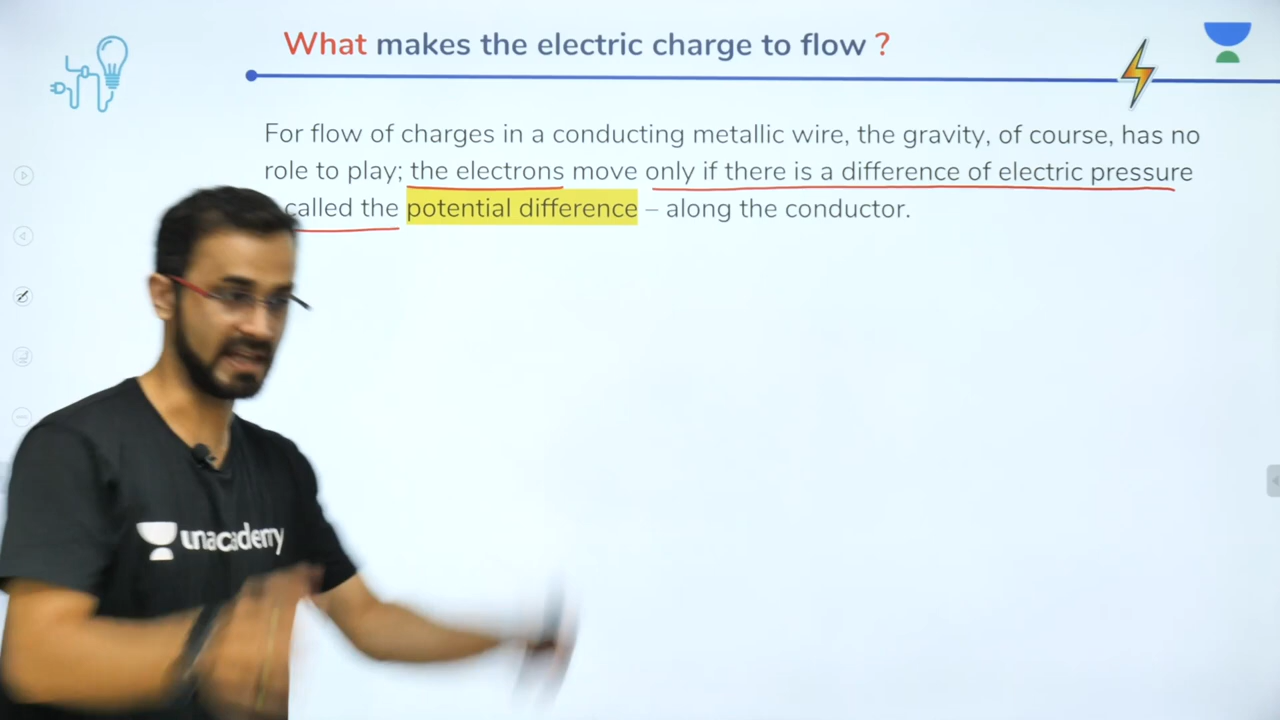 What makes the electric charge to flow ?
For flow of charges in a conducting metallic wire, the gravity, of course, has no
role to play; the electrons move only if there is a difference of electric pressure
called the potential difference – along the conductor.
unacademy